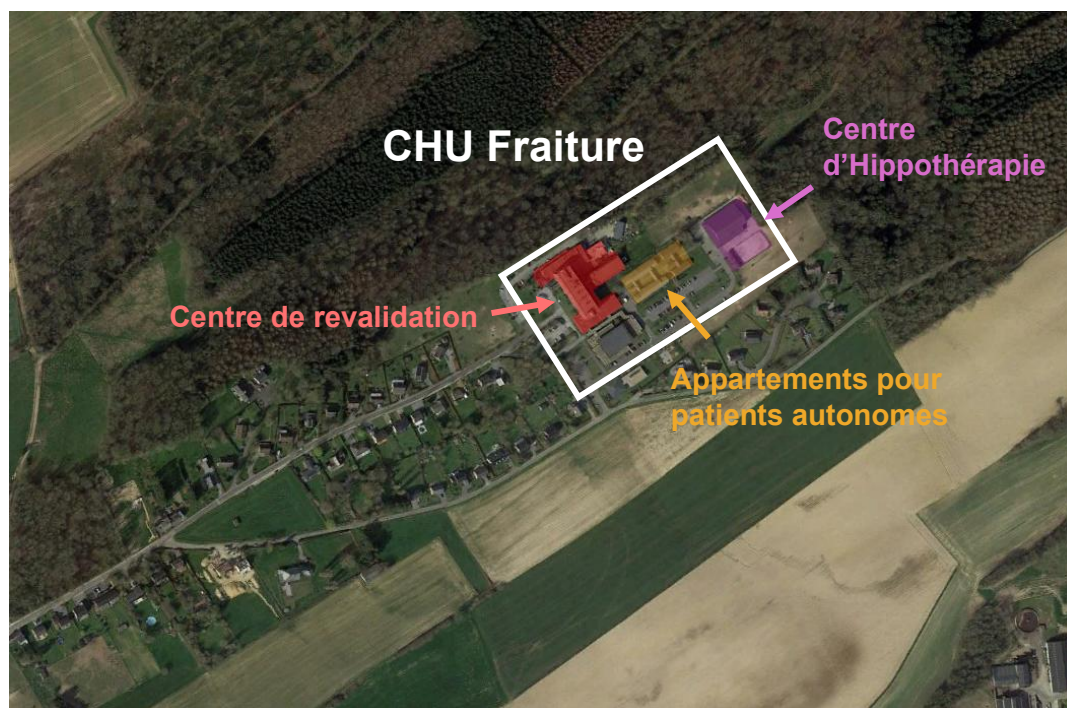 CHU Fraiture
Centre
d'Hippothérapie
Centre de revalidation
Appartements pour
patients autonomes